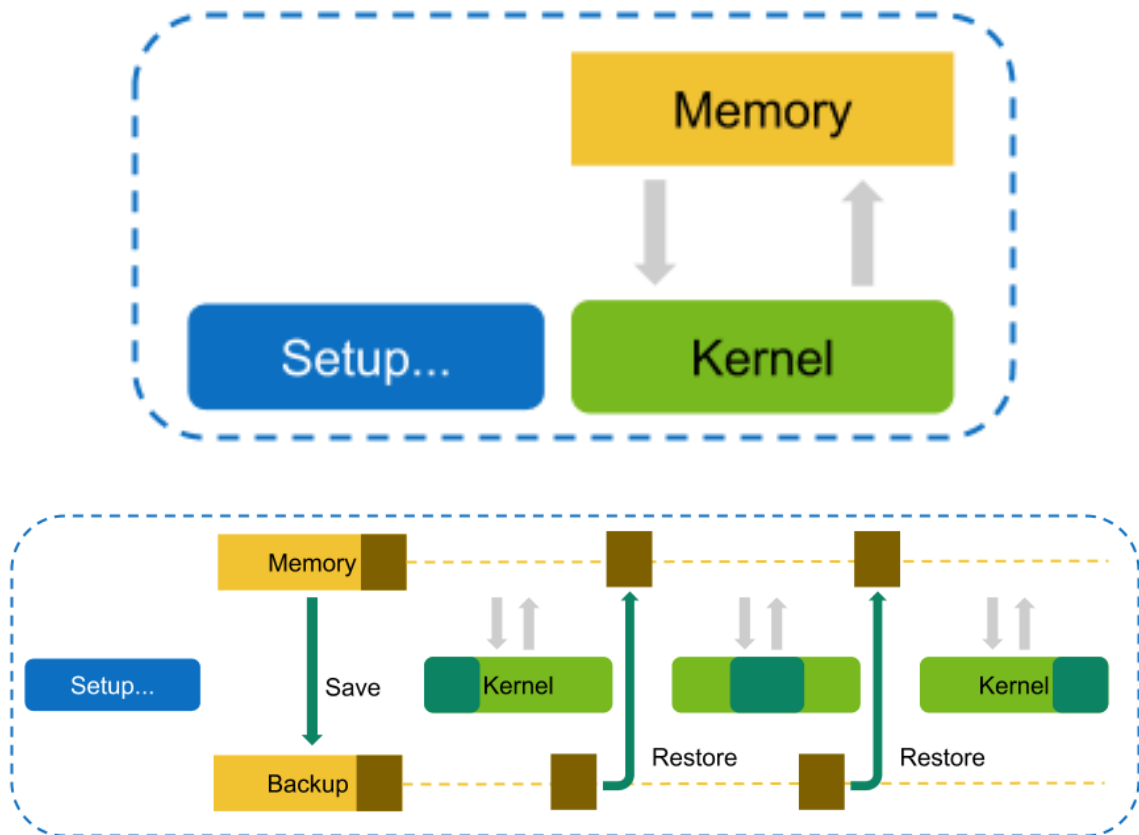 Memory
Setup...
Kernel
Memory
Setup...
Save
Kernel
Kernel
Restore
Restore
Backup